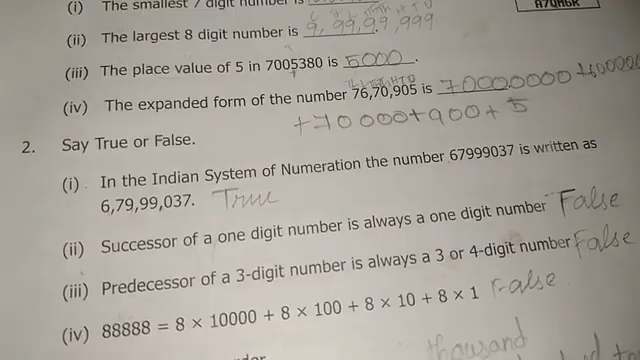 (i) The smallest 7 digit number is
(ii) The largest 8 digit number is 9,99,99,999.
(iii) The place value of 5 in 7005380 is 5000.
(iv) The expanded form of the number 76,70,905 is 7000000+600000
+70000+900+5
2. Say True or False.
(i) In the Indian System of Numeration the number 67999037 is written as
6,79,99,037. True
(ii) Successor of a one digit number is always a one digit number False
(iii) Predecessor of a 3-digit number is always a 3 or 4-digit number False
(iv) 88888 = 8 × 10000 + 8 × 100 + 8 × 10 + 8 × 1 False
thousand